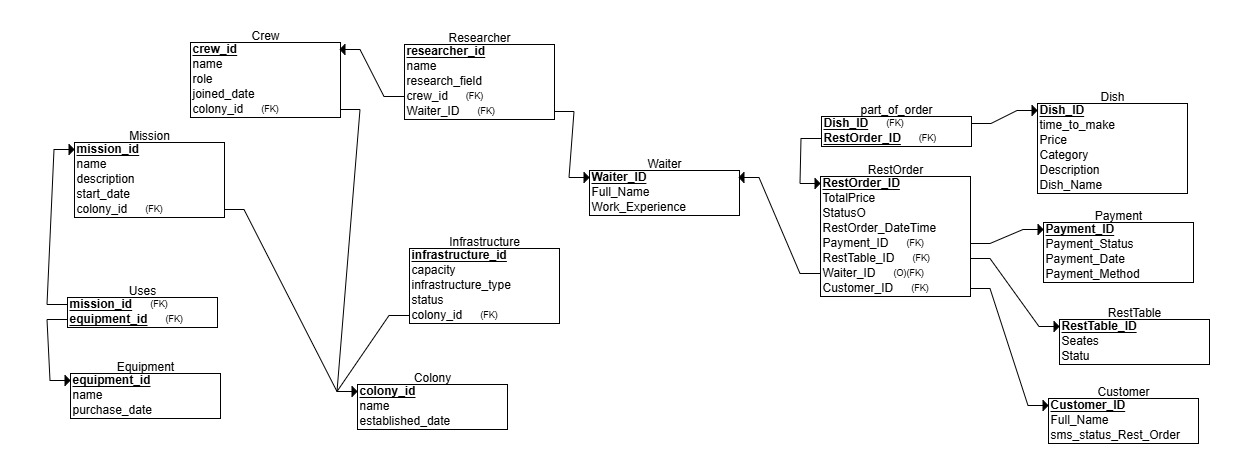 Crew
crew_id
name
role
joined_date
colony_id (FK)
Researcher
researcher_id
name
research_field
crew_id (FK)
Waiter_ID (FK)
Mission
mission_id
name
description
start_date
colony_id (FK)
Waiter
Waiter_ID
Full_Name
Work_Experience
part_of_order
Dish_ID (FK)
RestOrder_ID (FK)
Dish
Dish_ID
time_to_make
Price
Category
Description
Dish_Name
RestOrder
RestOrder_ID
TotalPrice
StatusO
RestOrder_DateTime
Payment_ID (FK)
RestTable_ID (FK)
Waiter_ID (O)(FK)
Customer_ID (FK)
Payment
Payment_ID
Payment_Status
Payment_Date
Payment_Method
Infrastructure
infrastructure_id
capacity
infrastructure_type
status
colony_id (FK)
Uses
mission_id (FK)
equipment_id (FK)
RestTable
RestTable_ID
Seates
Statu
Equipment
equipment_id
name
purchase_date
Colony
colony_id
name
established_date
Customer
Customer_ID
Full_Name
sms_status_Rest_Order